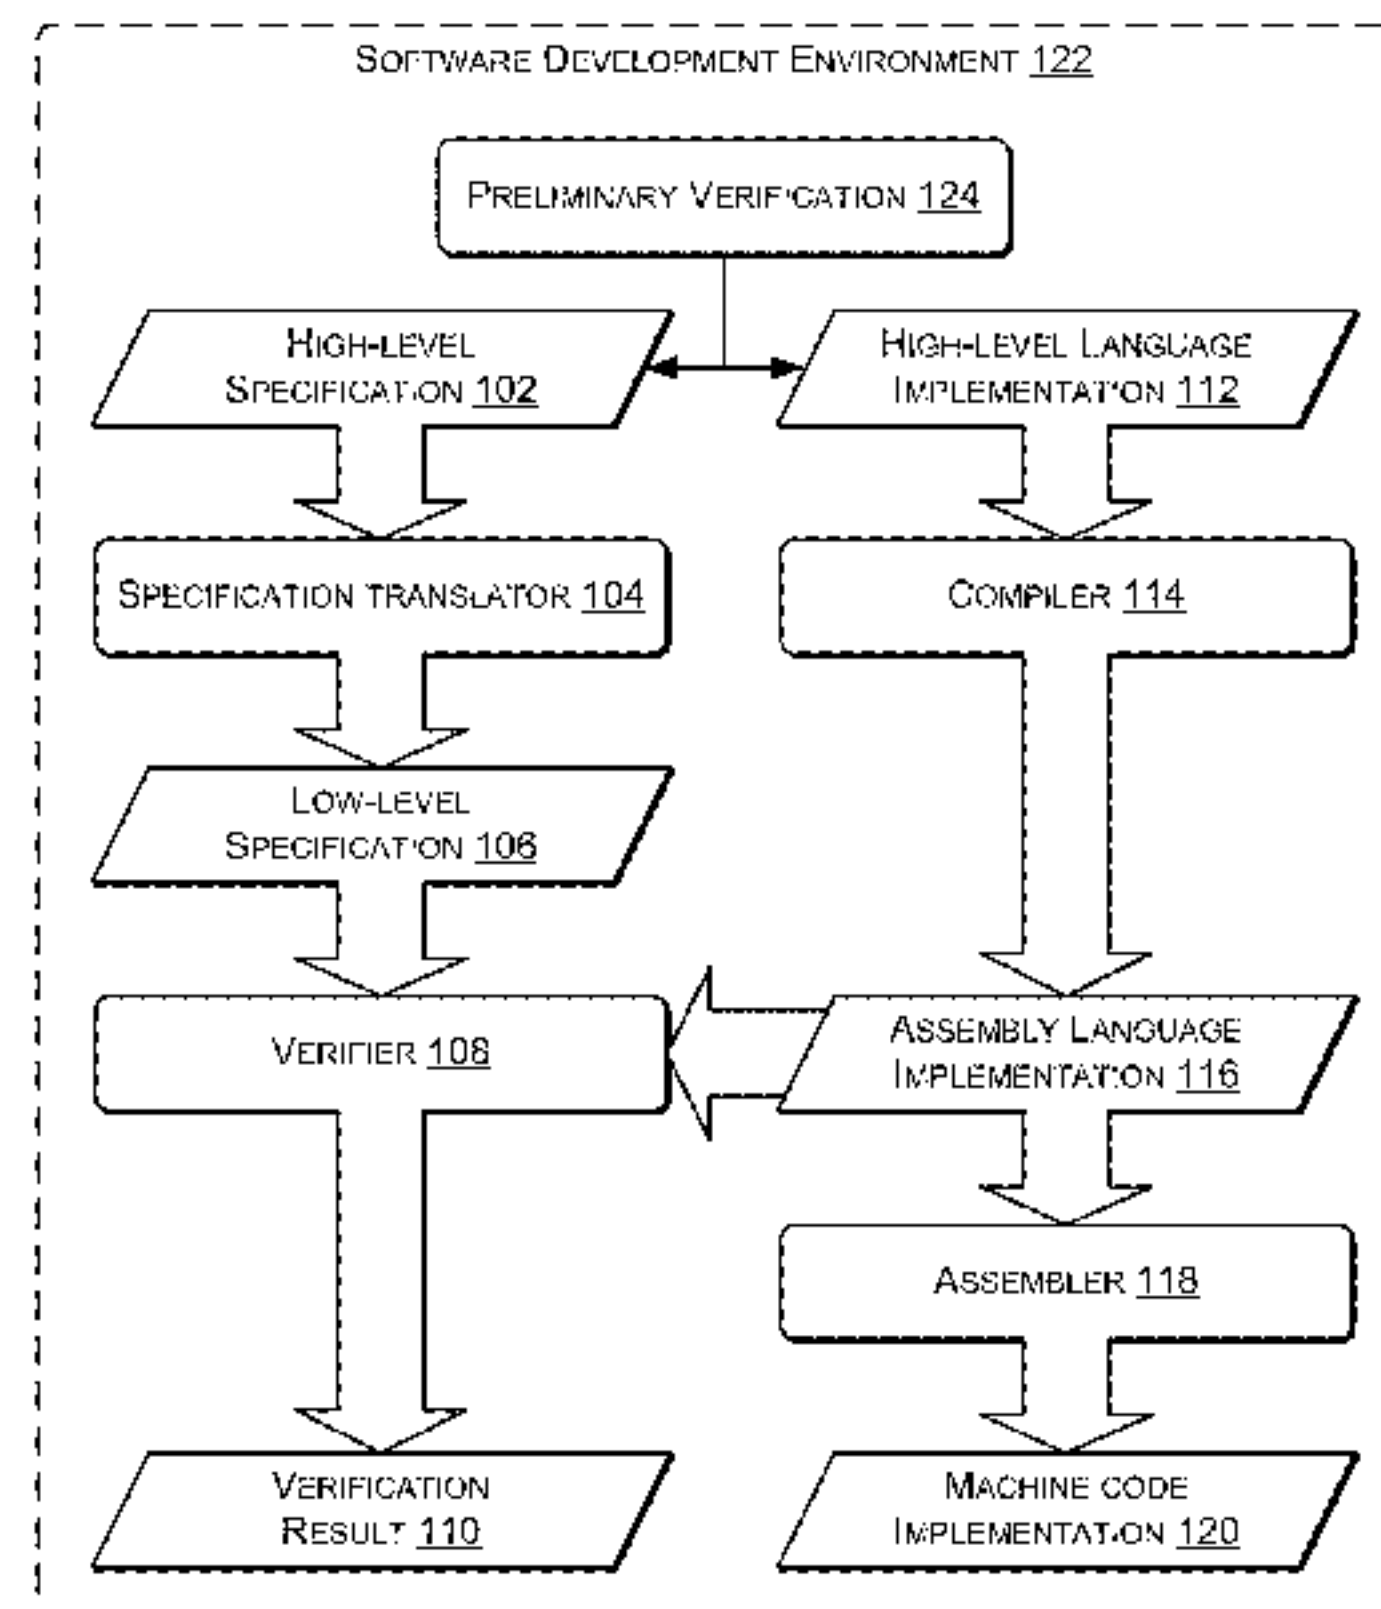 SOFTWARE DEVELOPMENT ENVIRONMENT 122
PRELIMINARY VERIFICATION 124
HIGH-LEVEL
SPECIFICATION 102
HIGH-LEVEL LANGUAGE
IMPLEMENTATION 112
SPECIFICATION TRANSLATOR 104
COMPILER 114
LOW-LEVEL
SPECIFICATION 106
VERIFIER 108
ASSEMBLY LANGUAGE
IMPLEMENTATION 116
ASSEMBLER 118
VERIFICATION
RESULT 110
MACHINE CODE
IMPLEMENTATION 120